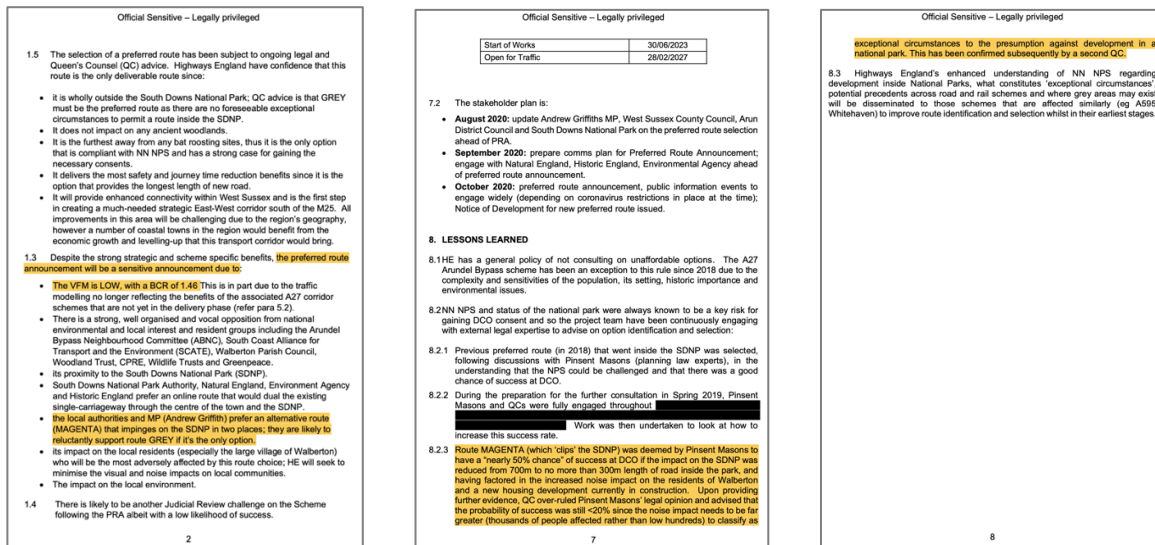 Official Sensitive – Legally privileged
1.5 The selection of a preferred route has been subject to ongoing legal and
Queen's Counsel (QC) advice. Highways England have confidence that this
route is the only deliverable route since:
• it is wholly outside the South Downs National Park; QC advice is that GREY
must be the preferred route as there are no foreseeable exceptional
circumstances to permit a route inside the SDNP.
• It does not impact on any ancient woodlands.
• It is the furthest away from any bat roosting sites, thus it is the only option
that is compliant with NN NPS and has a strong case for gaining the
necessary consents.
• It delivers the most safety and journey time reduction benefits since it is the
option that provides the longest length of new road.
• It will provide enhanced connectivity within West Sussex and is the first step
in creating a much-needed strategic East-West corridor south of the M25. All
improvements in this area will be challenging due to the region's geography,
however a number of coastal towns in the region would benefit from the
economic growth and levelling-up that this transport corridor would bring.
1.3 Despite the strong strategic and scheme specific benefits, the preferred route
announcement will be a sensitive announcement due to:
• The VFM is LOW, with a BCR of 1.46 This is in part due to the traffic
modelling no longer reflecting the benefits of the associated A27 corridor
schemes that are not yet in the delivery phase (refer para 5.2).
• There is a strong, well organised and vocal opposition from national
environmental and local interest and resident groups including the Arundel
Bypass Neighbourhood Committee (ABNC), South Coast Alliance for
Transport and the Environment (SCATE), Walberton Parish Council,
Woodland Trust, CPRE, Wildlife Trusts and Greenpeace.
• its proximity to the South Downs National Park (SDNP).
• South Downs National Park Authority, Natural England, Environment Agency
and Historic England prefer an online route that would dual the existing
single-carriageway through the centre of the town and the SDNP.
• the local authorities and MP (Andrew Griffith) prefer an alternative route
(MAGENTA) that impinges on the SDNP in two places; they are likely to
reluctantly support route GREY if it's the only option.
• its impact on the local residents (especially the large village of Walberton)
who will be the most adversely affected by this route choice; HE will seek to
minimise the visual and noise impacts on local communities.
• The impact on the local environment.
1.4 There is likely to be another Judicial Review challenge on the Scheme
following the PRA albeit with a low likelihood of success.
2
Official Sensitive – Legally privileged
Start of Works 30/06/2023
Open for Traffic 28/02/2027
7.2 The stakeholder plan is:
• August 2020: update Andrew Griffiths MP, West Sussex County Council, Arun
District Council and South Downs National Park on the preferred route selection
ahead of PRA.
• September 2020: prepare comms plan for Preferred Route Announcement;
engage with Natural England, Historic England, Environmental Agency ahead
of preferred route announcement.
• October 2020: preferred route announcement, public information events to
engage widely (depending on coronavirus restrictions in place at the time);
Notice of Development for new preferred route issued.
8. LESSONS LEARNED
8.1HE has a general policy of not consulting on unaffordable options. The A27
Arundel Bypass scheme has been an exception to this rule since 2018 due to the
complexity and sensitivities of the population, its setting, historic importance and
environmental issues.
8.2NN NPS and status of the national park were always known to be a key risk for
gaining DCO consent and so the project team have been continuously engaging
with external legal expertise to advise on option identification and selection:
8.2.1 Previous preferred route (in 2018) that went inside the SDNP was selected,
following discussions with Pinsent Masons (planning law experts), in the
understanding that the NPS could be challenged and that there was a good
chance of success at DCO.
8.2.2 During the preparation for the further consultation in Spring 2019, Pinsent
Masons and QCs were fully engaged throughout
Work was then undertaken to look at how to
increase this success rate.
8.2.3 Route MAGENTA (which 'clips' the SDNP) was deemed by Pinsent Masons to
have a "nearly 50% chance" of success at DCO if the impact on the SDNP was
reduced from 700m to no more than 300m length of road inside the park, and
having factored in the increased noise impact on the residents of Walberton
and a new housing development currently in construction. Upon providing
further evidence, QC over-ruled Pinsent Masons' legal opinion and advised that
the probability of success was still <20% since the noise impact needs to be far
greater (thousands of people affected rather than low hundreds) to classify as
7
Official Sensitive – Legally privileged
exceptional circumstances to the presumption against development in a
national park. This has been confirmed subsequently by a second QC.
8.3 Highways England's enhanced understanding of NN NPS regarding
development inside National Parks, what constitutes 'exceptional circumstances',
potential precedents across road and rail schemes and where grey areas may exist
will be disseminated to those schemes that are affected similarly (eg A595
Whitehaven) to improve route identification and selection whilst in their earliest stages.
8